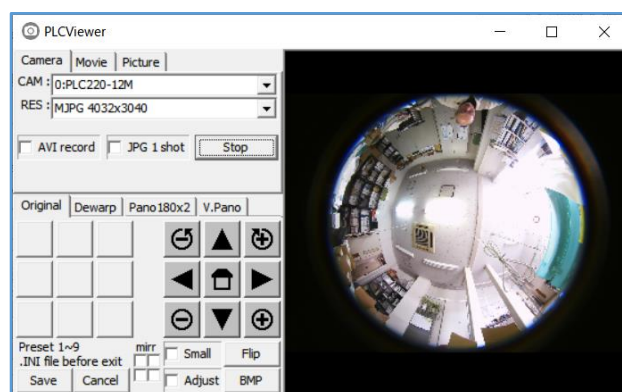 PLCViewer
Camera Movie Picture
CAM : 0:PLC220-12M
RES : MJPG 4032x3040
AVI record JPG 1 shot Stop
Original Dewarp Pano180x2 V.Pano
Preset 1~9
.INI file before exit
mirr
Small Flip
Save Cancel Adjust BMP